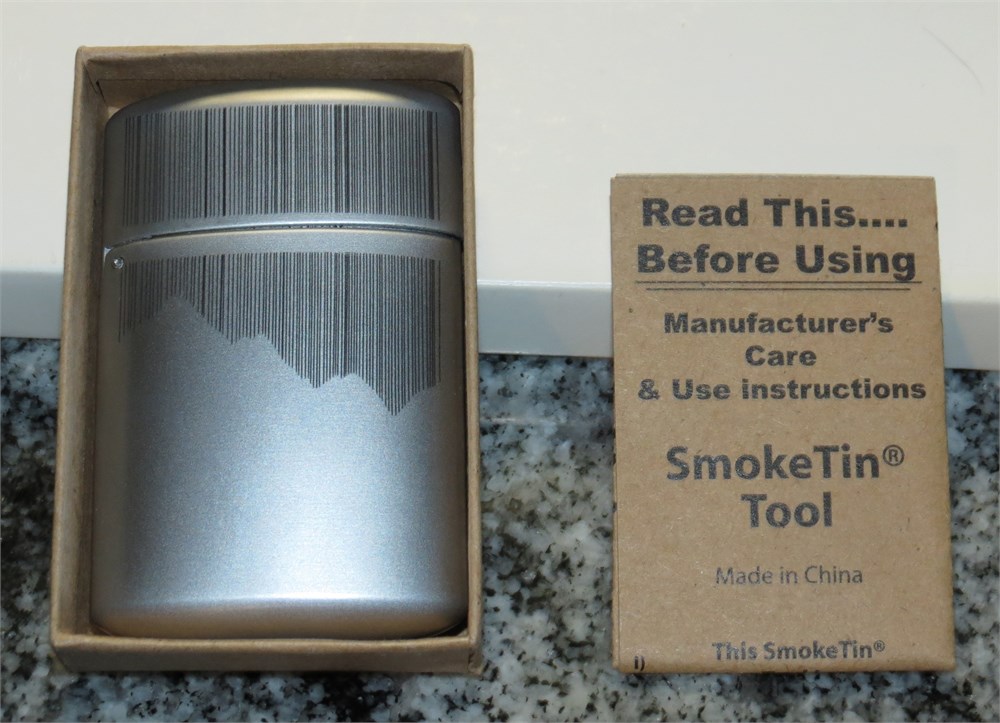 Read This....
Before Using
Manufacturer's
Care
& Use instructions
SmokeTin®
Tool
Made in China
This SmokeTin®
i)